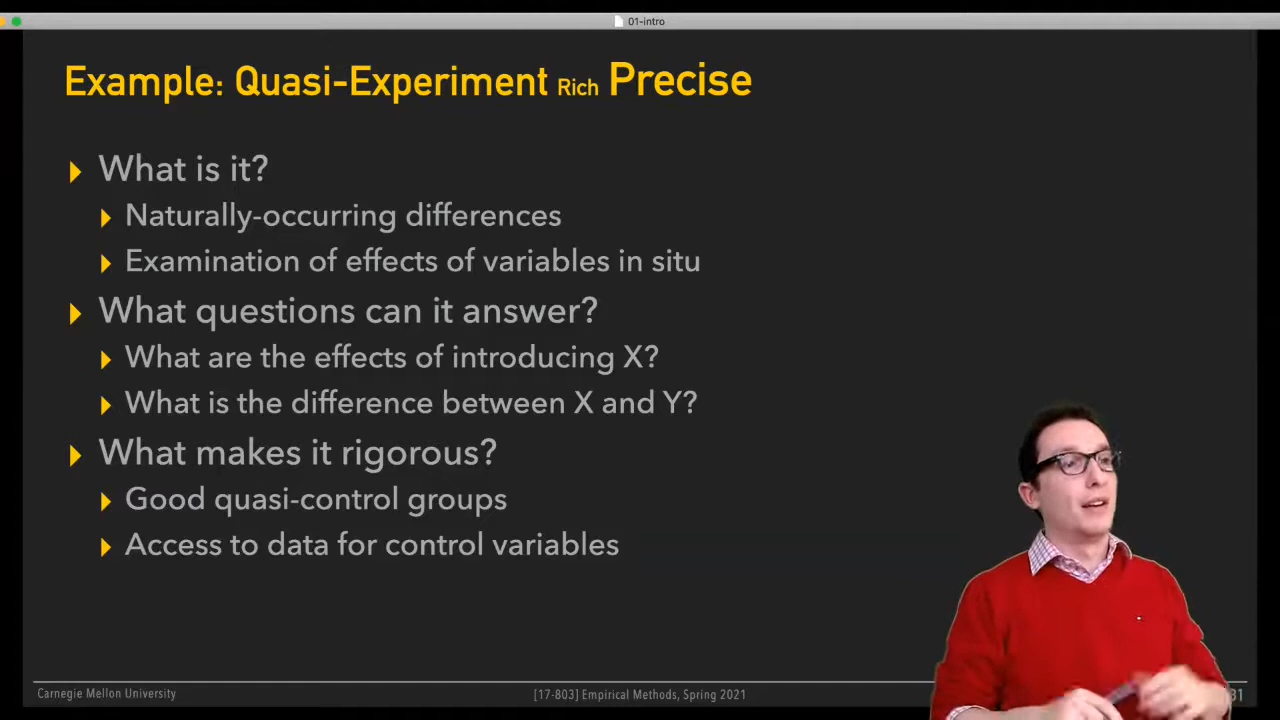 01-intro
Example: Quasi-Experiment Rich Precise
What is it?
Naturally-occurring differences
Examination of effects of variables in situ
What questions can it answer?
What are the effects of introducing X?
What is the difference between X and Y?
What makes it rigorous?
Good quasi-control groups
Access to data for control variables
Carnegie Mellon University
[17-803] Empirical Methods, Spring 2021
31